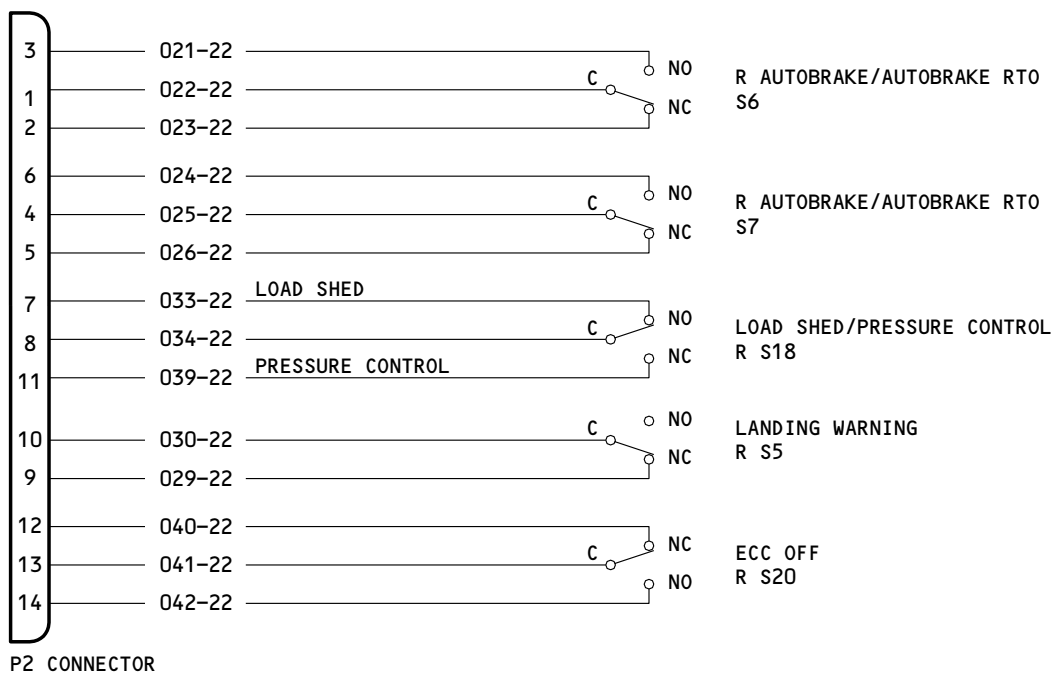 3 021-22 NO R AUTOBRAKE/AUTOBRAKE RTO
1 022-22 C S6
2 023-22 NC
6 024-22 NO R AUTOBRAKE/AUTOBRAKE RTO
4 025-22 C S7
5 026-22 NC
7 033-22 LOAD SHED NO LOAD SHED/PRESSURE CONTROL
8 034-22 C R S18
11 039-22 PRESSURE CONTROL NC
NO LANDING WARNING
10 030-22 C R S5
9 029-22 NC
12 040-22 NC ECC OFF
13 041-22 C R S20
14 042-22 NO
P2 CONNECTOR